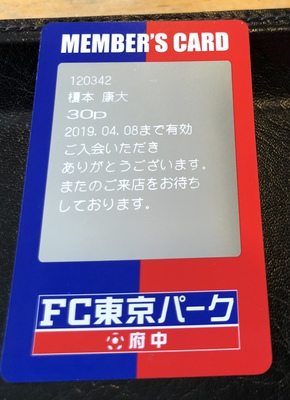 MEMBER'S CARD
120342
榎本 康大
30p
2019.04.08まで有効
ご入会いただき
ありがとうございます。
またのご来店をお待ち
しております。
FC東京パーク
府中